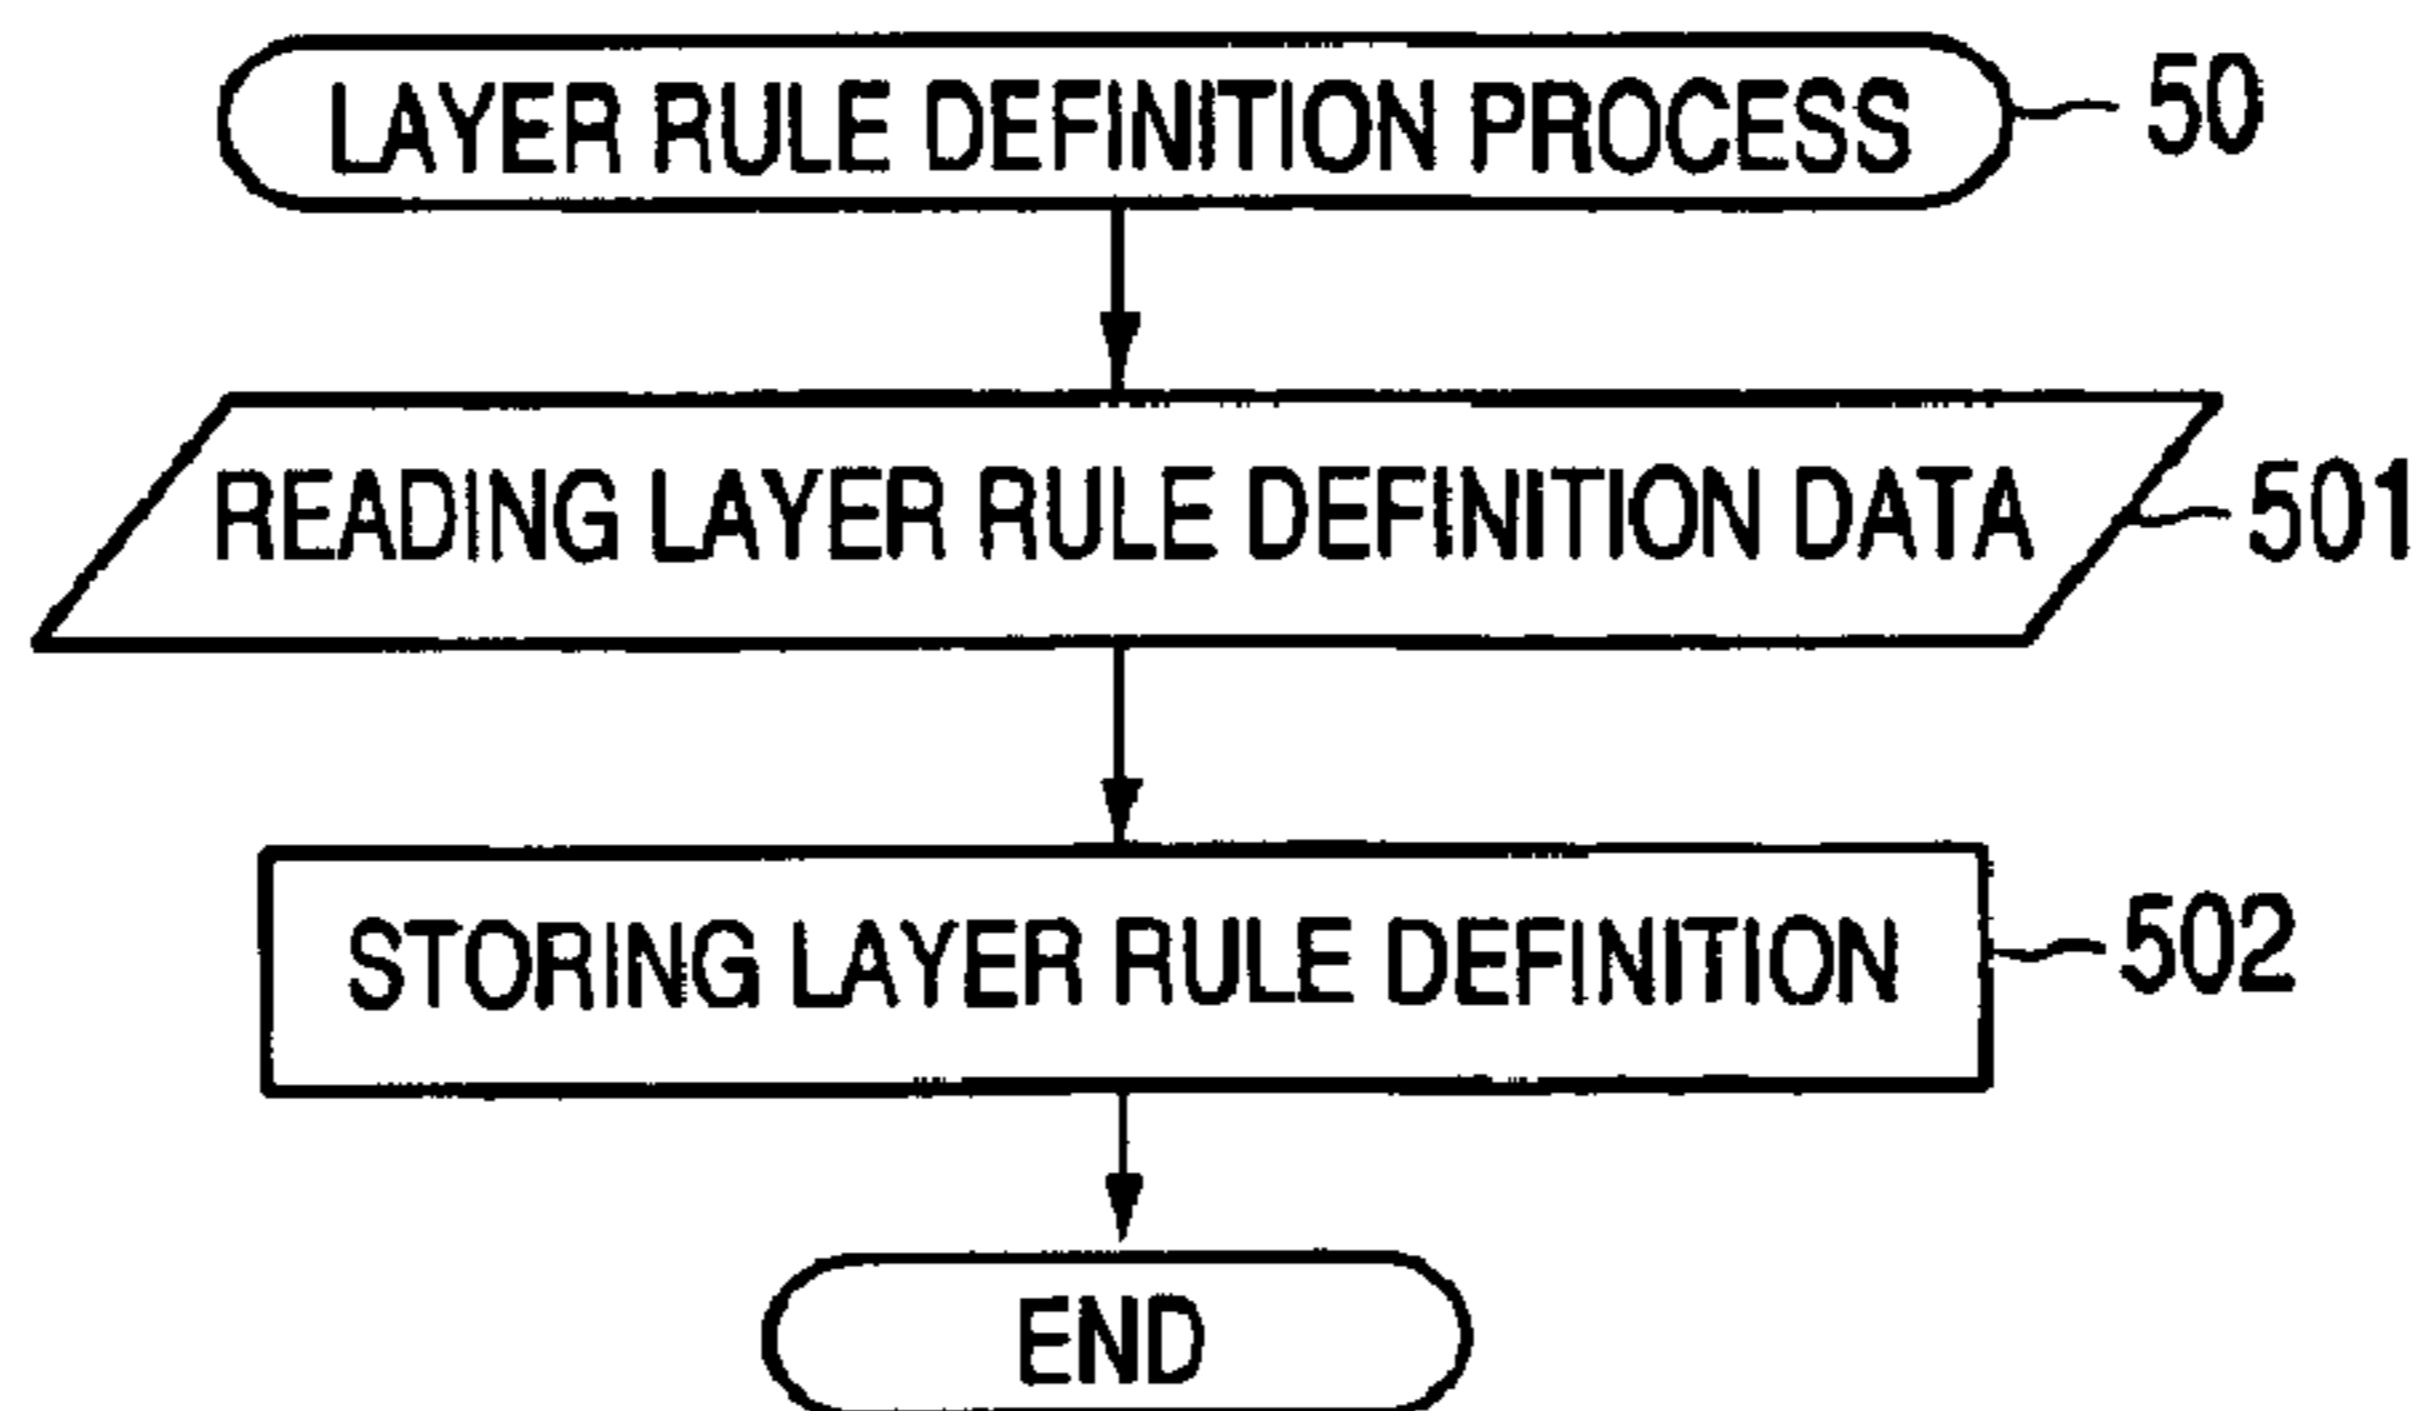 LAYER RULE DEFINITION PROCESS 50
READING LAYER RULE DEFINITION DATA 501
STORING LAYER RULE DEFINITION 502
END